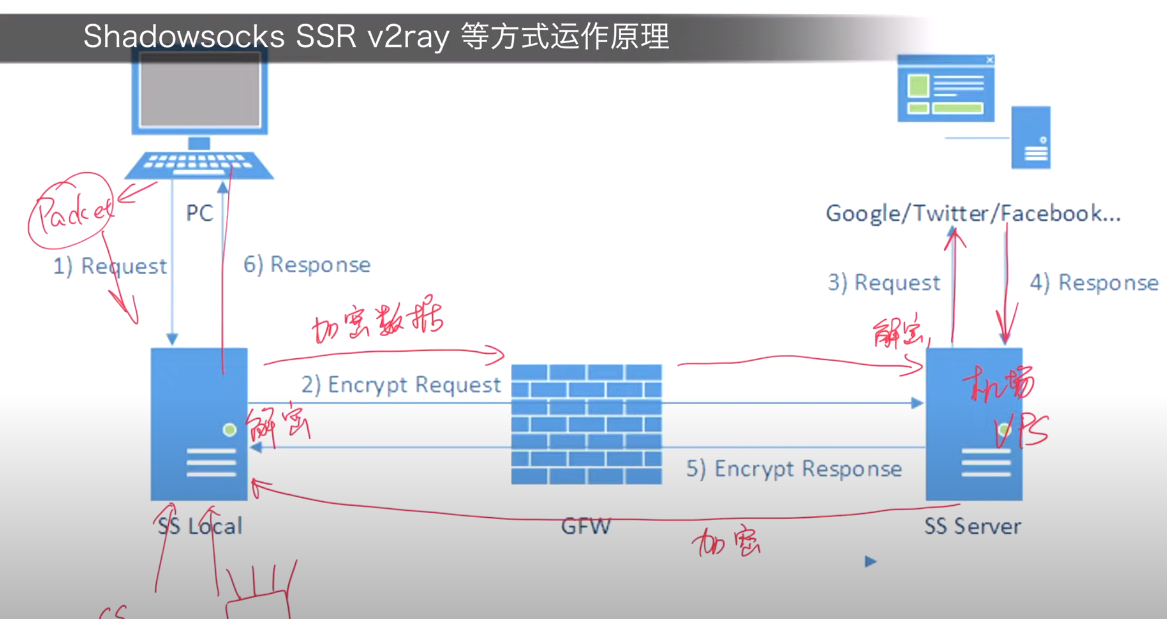 Shadowsocks SSR v2ray 等方式运作原理
Packet
PC
Google/Twitter/Facebook...
1) Request
6) Response
3) Request
4) Response
加密数据
解密
2) Encrypt Request
机场
VPS
解密
5) Encrypt Response
SS Local
GFW
SS Server
加密
SS